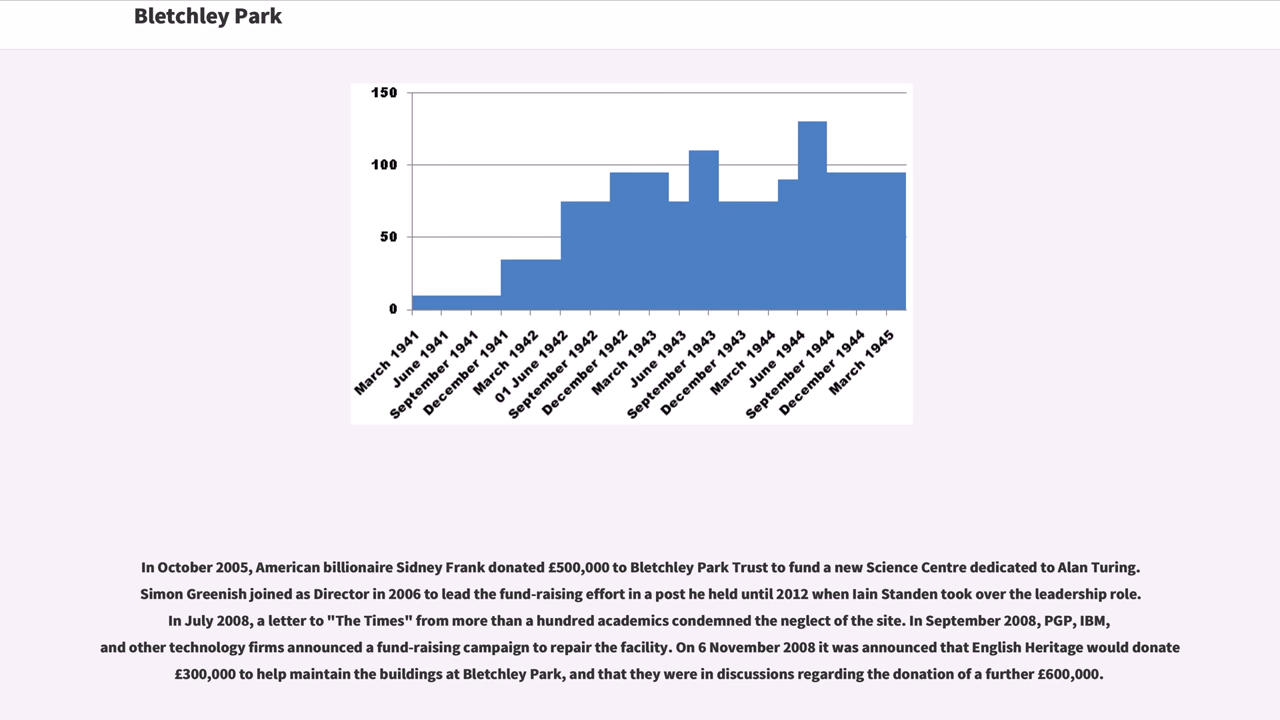 Bletchley Park
150
100
50
0
March 1941
June 1941
September 1941
December 1941
March 1942
01 June 1942
September 1942
December 1942
March 1943
June 1943
September 1943
December 1943
March 1944
June 1944
September 1944
December 1944
March 1945
In October 2005, American billionaire Sidney Frank donated £500,000 to Bletchley Park Trust to fund a new Science Centre dedicated to Alan Turing.
Simon Greenish joined as Director in 2006 to lead the fund-raising effort in a post he held until 2012 when Iain Standen took over the leadership role.
In July 2008, a letter to "The Times" from more than a hundred academics condemned the neglect of the site. In September 2008, PGP, IBM,
and other technology firms announced a fund-raising campaign to repair the facility. On 6 November 2008 it was announced that English Heritage would donate
£300,000 to help maintain the buildings at Bletchley Park, and that they were in discussions regarding the donation of a further £600,000.